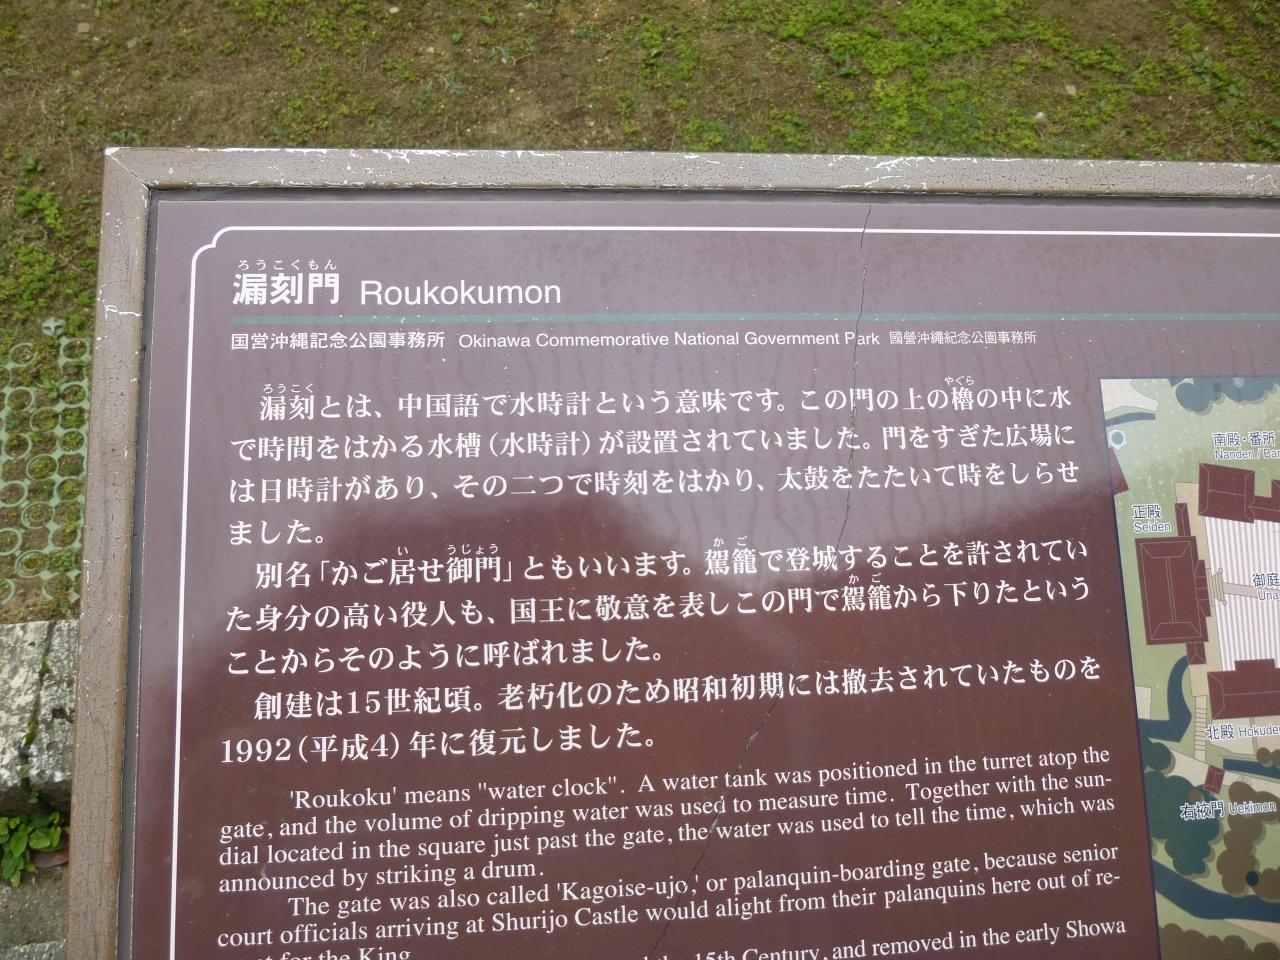 ろうこくもん
漏刻門 Roukokumon
国営沖縄記念公園事務所 Okinawa Commemorative National Government Park 國營沖繩紀念公園事務所
ろうこく やぐら
漏刻とは、中国語で水時計という意味です。この門の上の櫓の中に水
で時間をはかる水槽(水時計)が設置されていました。門をすぎた広場に
は日時計があり、その二つで時刻をはかり、太鼓をたたいて時をしらせ
ました。
い うじょう かご
別名「かご居せ御門」ともいいます。駕籠で登城することを許されてい
かご
た身分の高い役人も、国王に敬意を表しこの門で駕籠から下りたという
ことからそのように呼ばれました。
創建は15世紀頃。老朽化のため昭和初期には撤去されていたものを
1992(平成4)年に復元しました。
'Roukoku' means "water clock". A water tank was positioned in the turret atop the
gate, and the volume of dripping water was used to measure time. Together with the sun-
dial located in the square just past the gate, the water was used to tell the time, which was
announced by striking a drum.
The gate was also called 'Kagoise-ujo,' or palanquin-boarding gate, because senior
court officials arriving at Shurijo Castle would alight from their palanquins here out of re-
for the King.
15th Century, and removed in the early Showa
南殿・番所
Nanden /
正殿
Seiden
御庭
北殿
右掖門 Uekimon